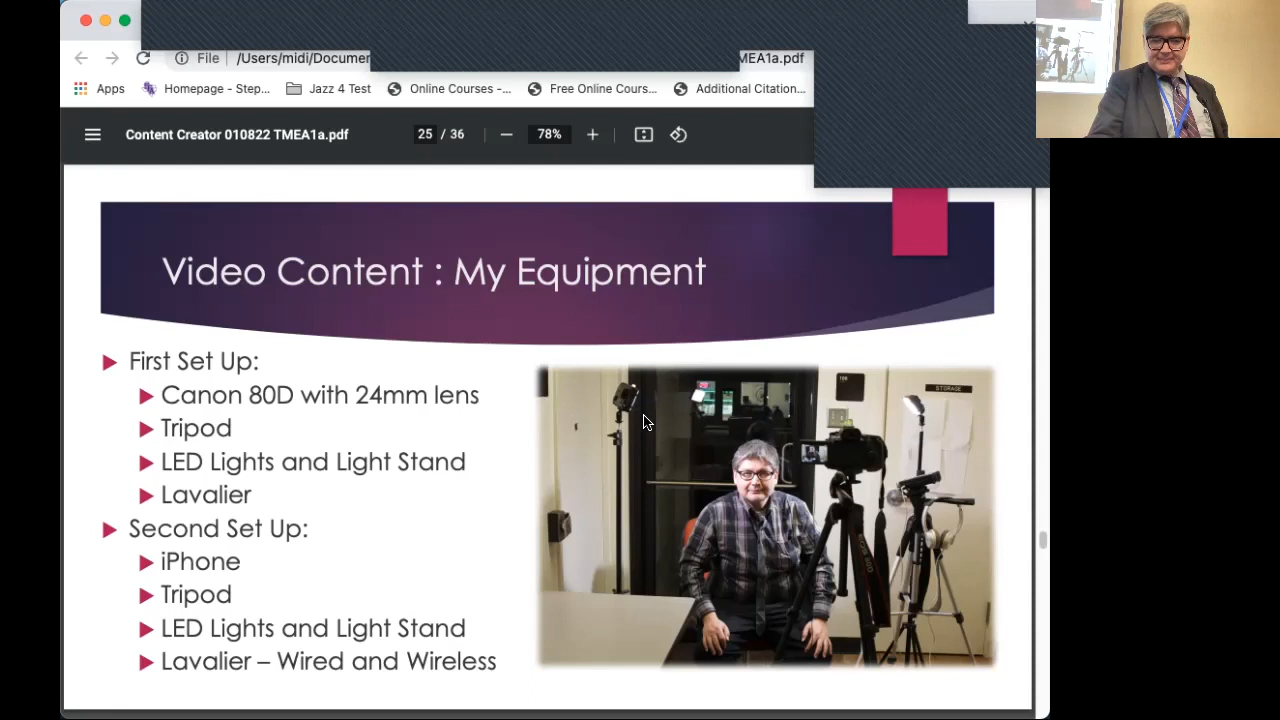 File | /Users/midi/Documen MEA1a.pdf
Apps Homepage - Step... Jazz 4 Test Online Courses -... Free Online Cours... Additional Citation...
Content Creator 010822 TMEA1a.pdf 25 / 36 78%
Video Content : My Equipment
First Set Up:
Canon 80D with 24mm lens
Tripod
LED Lights and Light Stand
Lavalier
Second Set Up:
iPhone
Tripod
LED Lights and Light Stand
Lavalier – Wired and Wireless
STORAGE